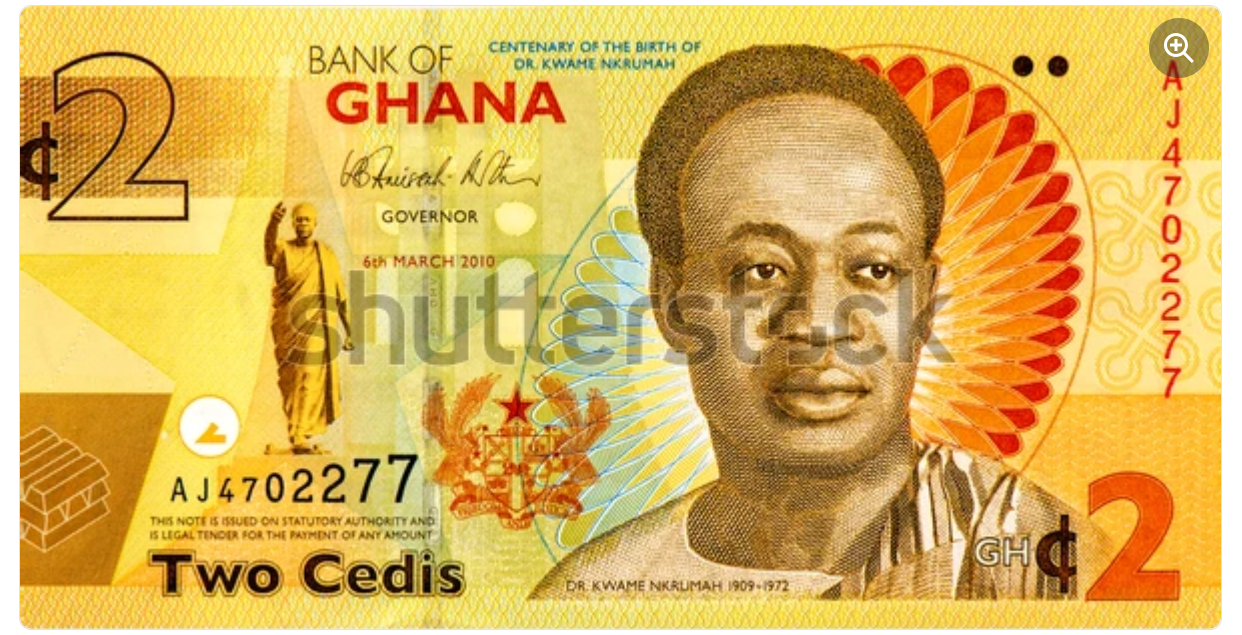 ¢2
BANK OF
GHANA
CENTENARY OF THE BIRTH OF
DR. KWAME NKRUMAH
GOVERNOR
6th MARCH 2010
shutterstock
AJ4702277
AJ4702277
THIS NOTE IS ISSUED ON STATUTORY AUTHORITY AND
IS LEGAL TENDER FOR THE PAYMENT OF ANY AMOUNT
Two Cedis
DR. KWAME NKRUMAH 1909-1972
GH¢2